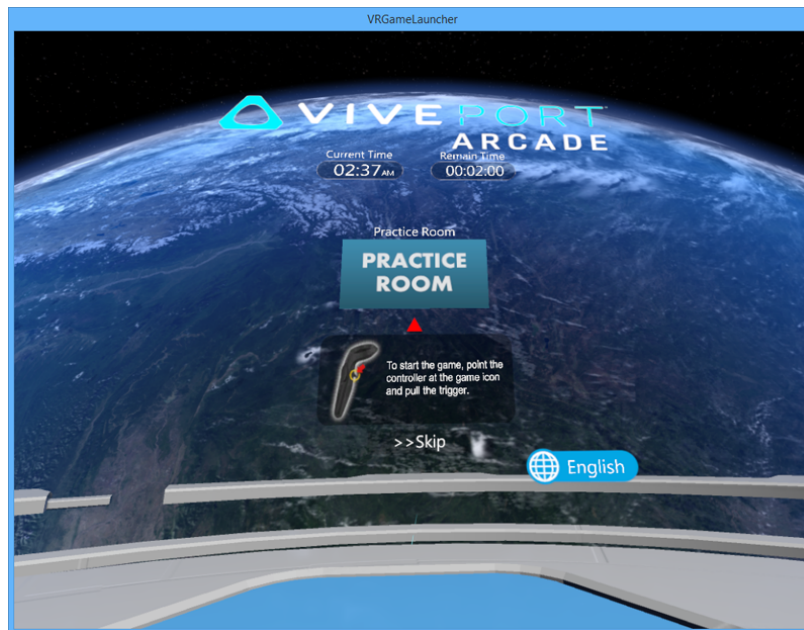 VRGameLauncher
VIVEPORT
ARCADE
Current Time
Remain Time
02:37AM
00:02:00
Practice Room
PRACTICE
ROOM
To start the game, point the
controller at the game icon
and pull the trigger.
>>Skip
English